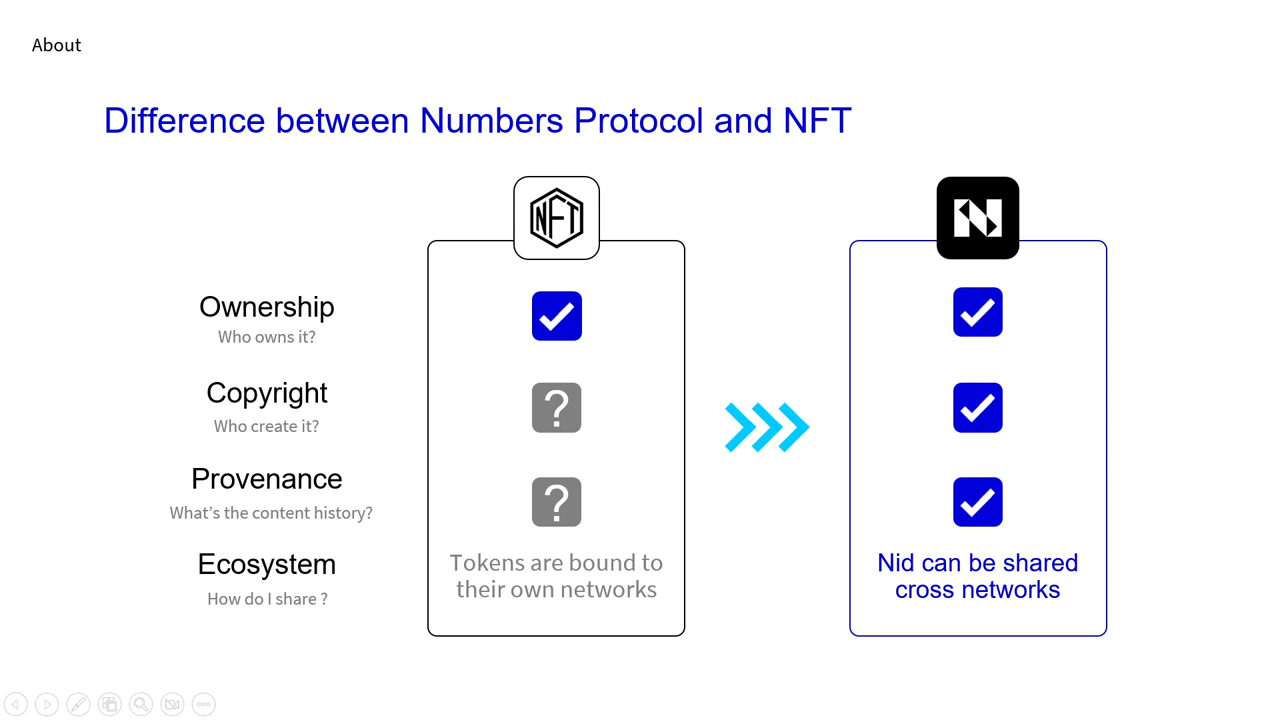 About
Difference between Numbers Protocol and NFT
NFT
N
Ownership
Who owns it?
Copyright
?
Who create it?
Provenance
?
What's the content history?
Ecosystem
How do I share ?
Tokens are bound to
their own networks
Nid can be shared
cross networks